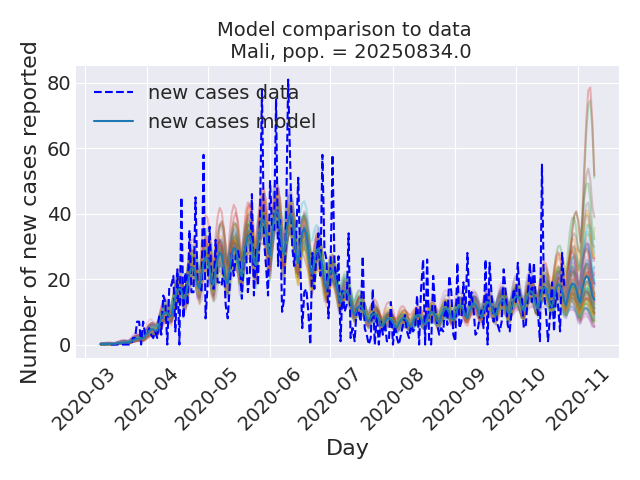 Model comparison to data
Mali, pop. = 20250834.0
Number of new cases reported
80
60
40
20
0
new cases data
new cases model
2020-03
2020-04
2020-05
2020-06
2020-07
2020-08
2020-09
2020-10
2020-11
Day